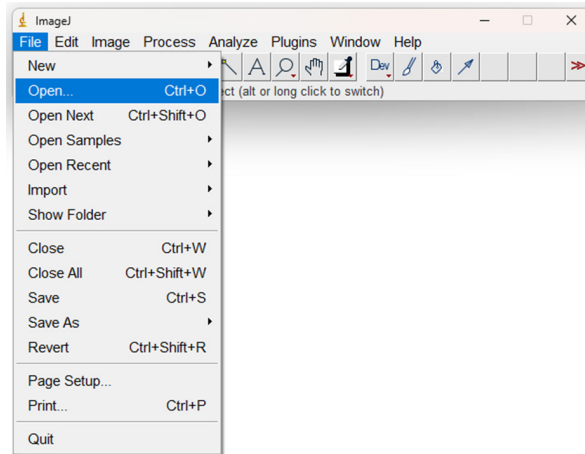 ImageJ
File Edit Image Process Analyze Plugins Window Help
A Dev
ect (alt or long click to switch)
New
Open... Ctrl+O
Open Next Ctrl+Shift+O
Open Samples
Open Recent
Import
Show Folder
Close Ctrl+W
Close All Ctrl+Shift+W
Save Ctrl+S
Save As
Revert Ctrl+Shift+R
Page Setup...
Print... Ctrl+P
Quit